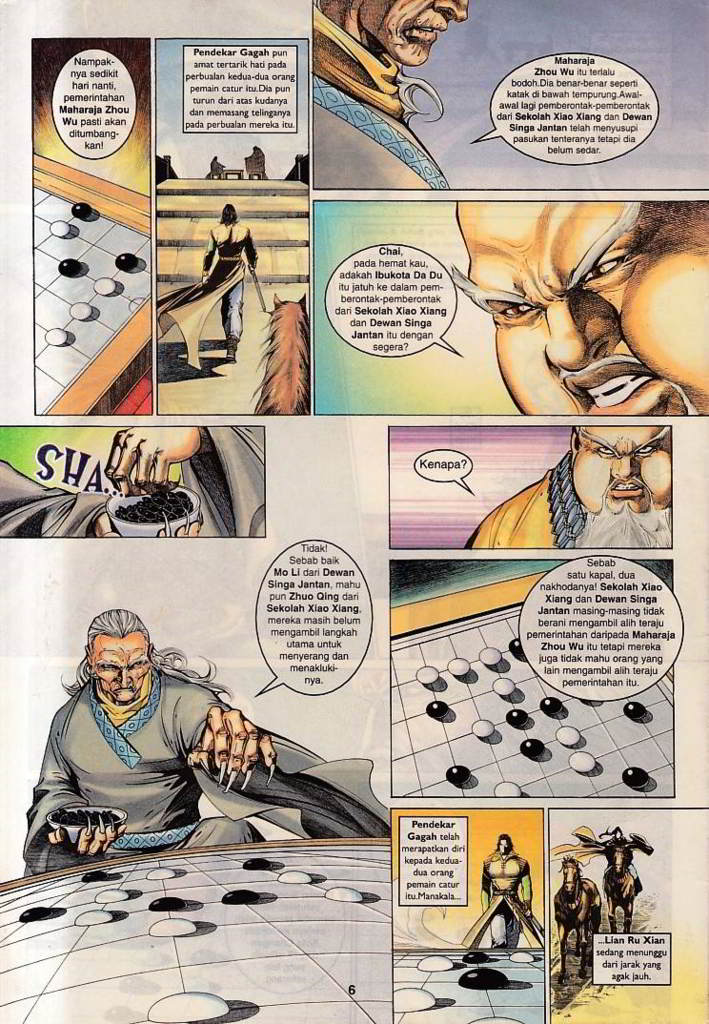 Nampak-
nya sedikit
hari nanti,
pemerintahan
Maharaja Zhou
Wu pasti akan
ditumbang-
kan!
Pendekar Gagah pun
amat tertarik hati pada
perbualan kedua-dua orang
pemain catur itu.Dia pun
turun dari atas kudanya
dan memasang telinganya
pada perbualan mereka itu.
Maharaja
Zhou Wu itu terlalu
bodoh.Dia benar-benar seperti
katak di bawah tempurung.Awal-
awal lagi pemberontak-pemberontak
dari Sekolah Xiao Xiang dan Dewan
Singa Jantan telah menyusupi
pasukan tenteranya tetapi dia
belum sedar.
Chai,
pada hemat kau,
adakah Ibukota Da Du
itu jatuh ke dalam pem-
berontak-pemberontak
dari Sekolah Xiao Xiang
dan Dewan Singa
Jantan itu dengan
segera?
SHA...
Kenapa?
Tidak!
Sebab baik
Mo Li dari Dewan
Singa Jantan, mahu
pun Zhuo Qing dari
Sekolah Xiao Xiang,
mereka masih belum
mengambil langkah
utama untuk
menyerang dan
menakluki-
nya.
Sebab
satu kapal, dua
nakhodanya! Sekolah Xiao
Xiang dan Dewan Singa
Jantan masing-masing tidak
berani mengambil alih teraju
pemerintahan daripada Maharaja
Zhou Wu itu tetapi mereka
juga tidak mahu orang yang
lain mengambil alih teraju
pemerintahan itu.
Pendekar
Gagah telah
merapatkan diri
kepada kedua-
dua orang
pemain catur
itu.Manakala...
...Lian Ru Xian
sedang menunggu
dari jarak yang
agak jauh.
6